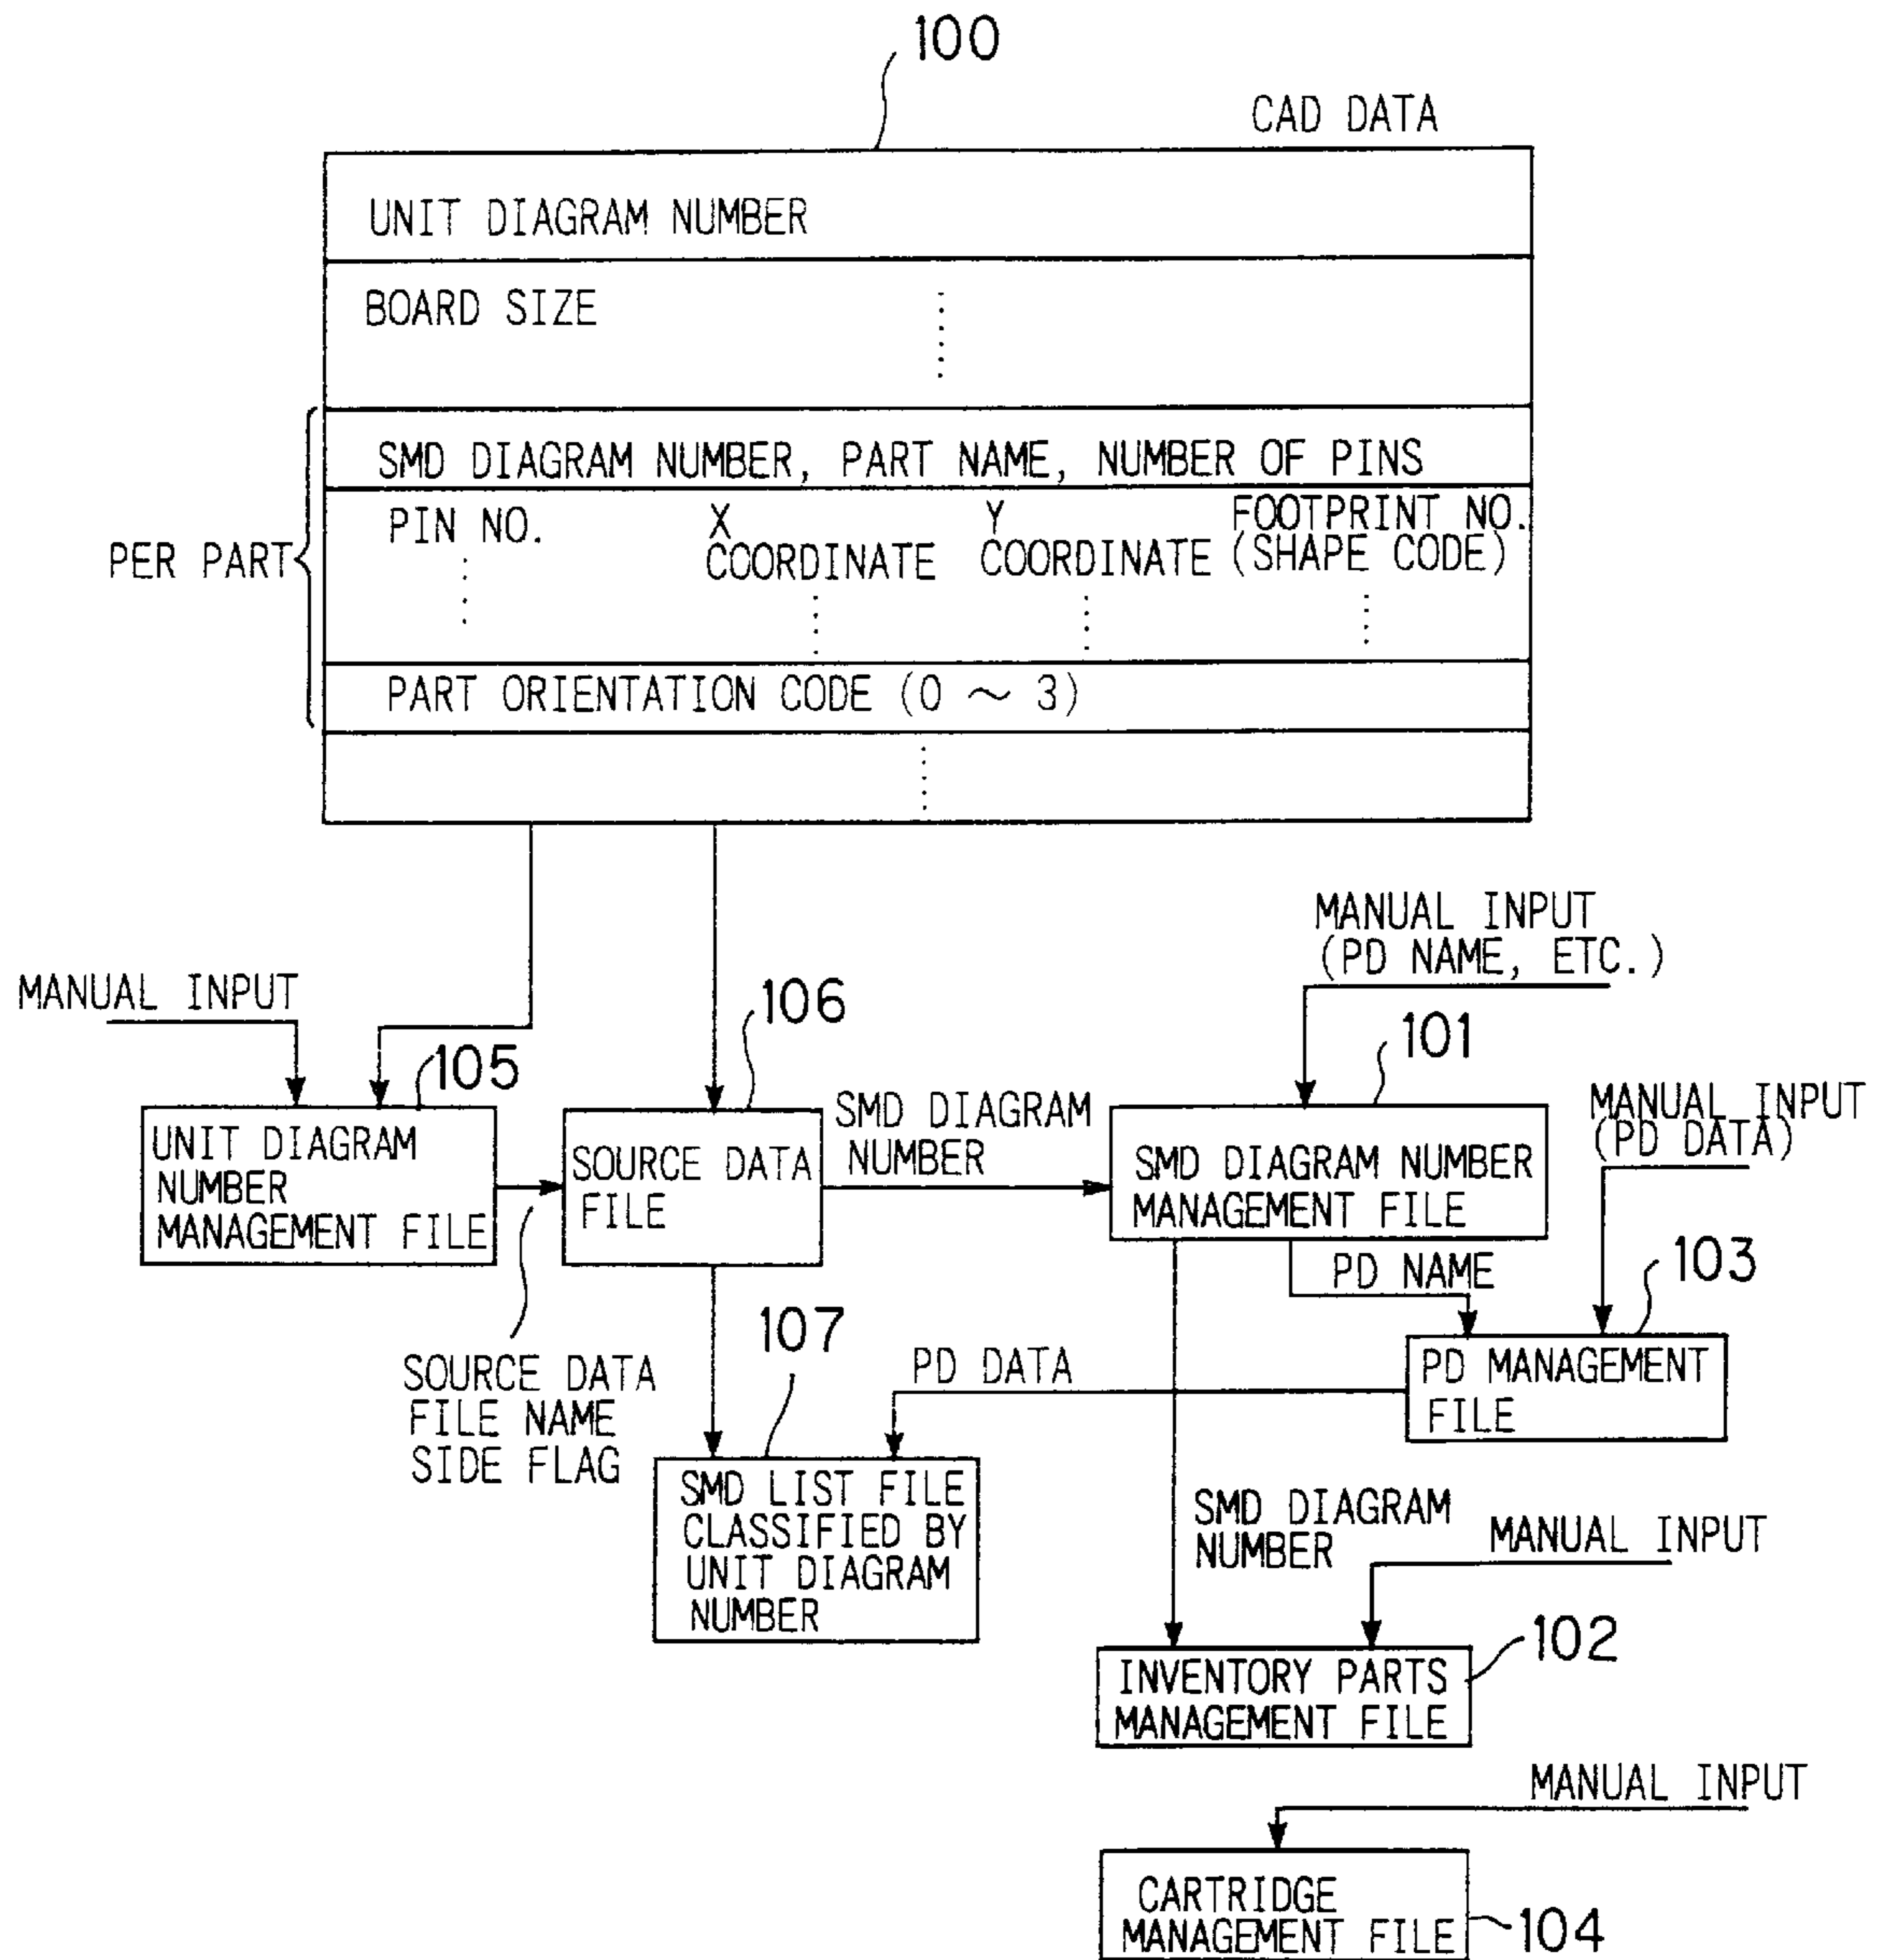 100
CAD DATA
UNIT DIAGRAM NUMBER
BOARD SIZE
SMD DIAGRAM NUMBER, PART NAME, NUMBER OF PINS
PER PART
PIN NO.
X
COORDINATE
Y
COORDINATE
FOOTPRINT NO.
(SHAPE CODE)
PART ORIENTATION CODE (0 ~ 3)
MANUAL INPUT
(PD NAME, ETC.)
MANUAL INPUT
106
101
105
MANUAL INPUT
(PD DATA)
UNIT DIAGRAM
NUMBER
MANAGEMENT FILE
SOURCE DATA
FILE
SMD DIAGRAM
NUMBER
SMD DIAGRAM NUMBER
MANAGEMENT FILE
PD NAME
103
107
SOURCE DATA
FILE NAME
SIDE FLAG
PD DATA
PD MANAGEMENT
FILE
SMD LIST FILE
CLASSIFIED BY
UNIT DIAGRAM
NUMBER
SMD DIAGRAM
NUMBER
MANUAL INPUT
102
INVENTORY PARTS
MANAGEMENT FILE
MANUAL INPUT
CARTRIDGE
MANAGEMENT FILE
104